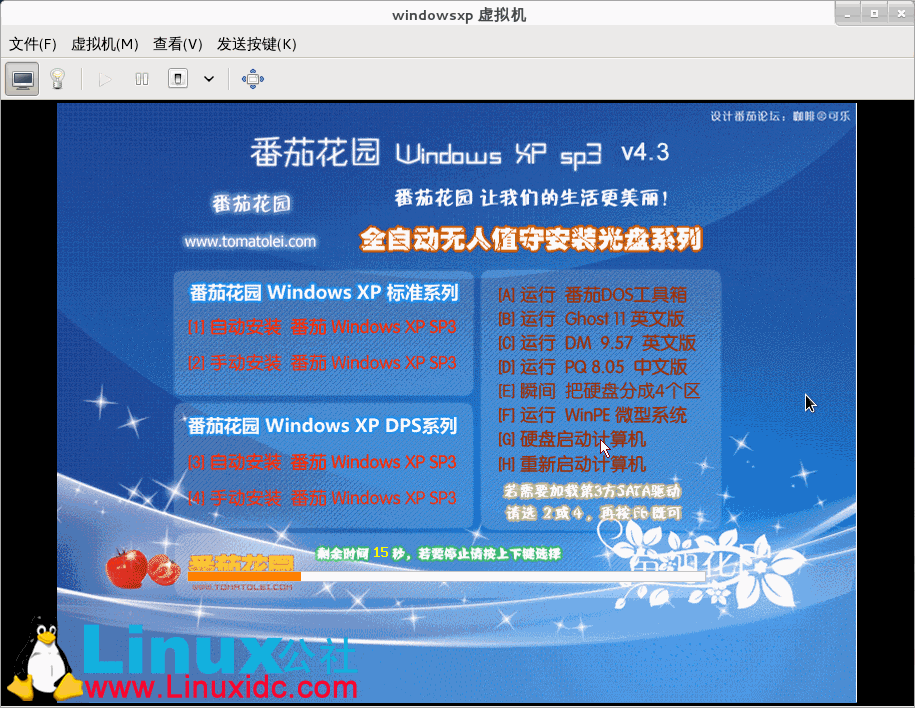 windowsxp 虚拟机
文件(F) 虚拟机(M) 查看(V) 发送按键(K)
设计番茄论坛：咖啡@可乐
番茄花园 Windows XP sp3 v4.3
番茄花园
番茄花园 让我们的生活更美丽！
www.tomatolei.com
全自动无人值守安装光盘系列
番茄花园 Windows XP 标准系列
[1] 自动安装 番茄 Windows XP SP3
[2] 手动安装 番茄 Windows XP SP3
番茄花园 Windows XP DPS系列
[3] 自动安装 番茄 Windows XP SP3
[4] 手动安装 番茄 Windows XP SP3
[A] 运行 番茄DOS工具箱
[B] 运行 Ghost 11 英文版
[C] 运行 DM 9.57 英文版
[D] 运行 PQ 8.05 中文版
[E] 瞬间 把硬盘分成4个区
[F] 运行 WinPE 微型系统
[G] 硬盘启动计算机
[H] 重新启动计算机
若需要加载第3方SATA驱动
请选 2或4，再按F6既可
剩余时间 15 秒，若要停止请按上下键选择
番茄花园
WWW.TOMATOLEI.COM
番茄花园
Linux公社
www.Linuxidc.com